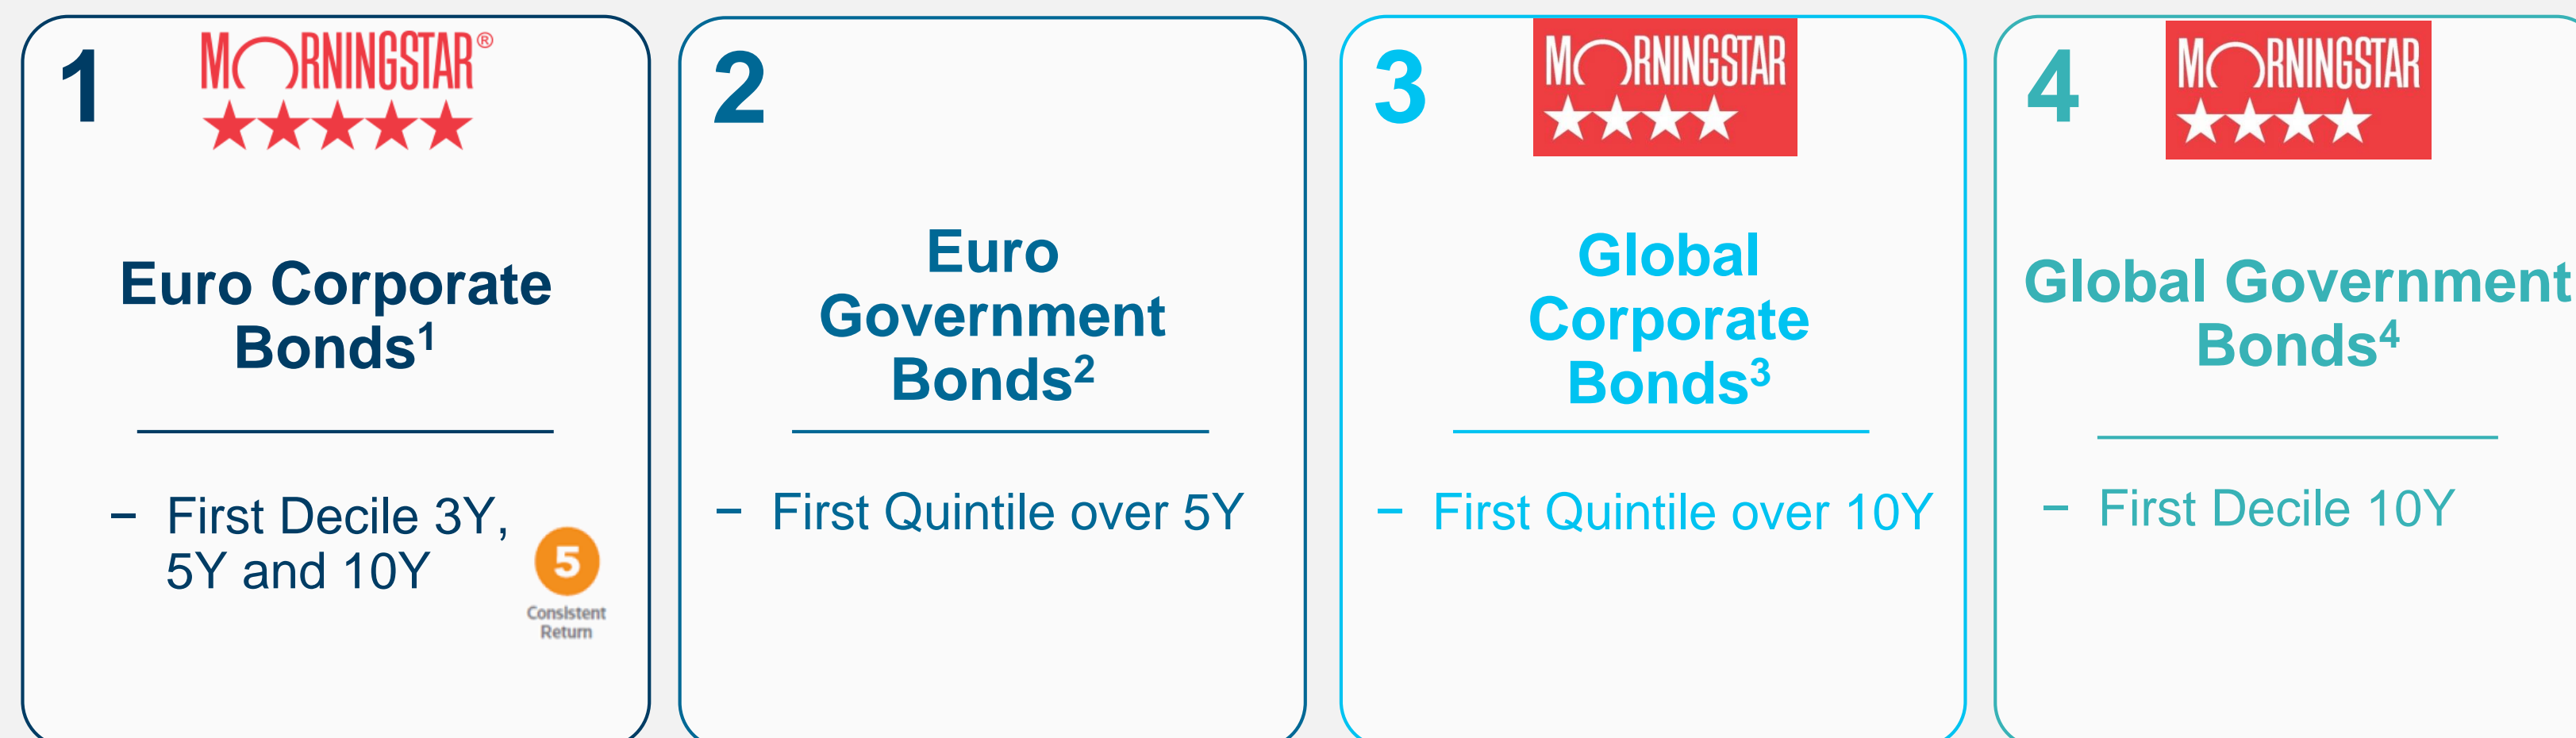 1
MORNINGSTAR®
Euro Corporate
Bonds¹
– First Decile 3Y,
5Y and 10Y
5
Consistent
Return
2
Euro
Government
Bonds²
– First Quintile over 5Y
3
MORNINGSTAR
Global
Corporate
Bonds³
– First Quintile over 10Y
4
MORNINGSTAR
Global Government
Bonds⁴
– First Decile 10Y